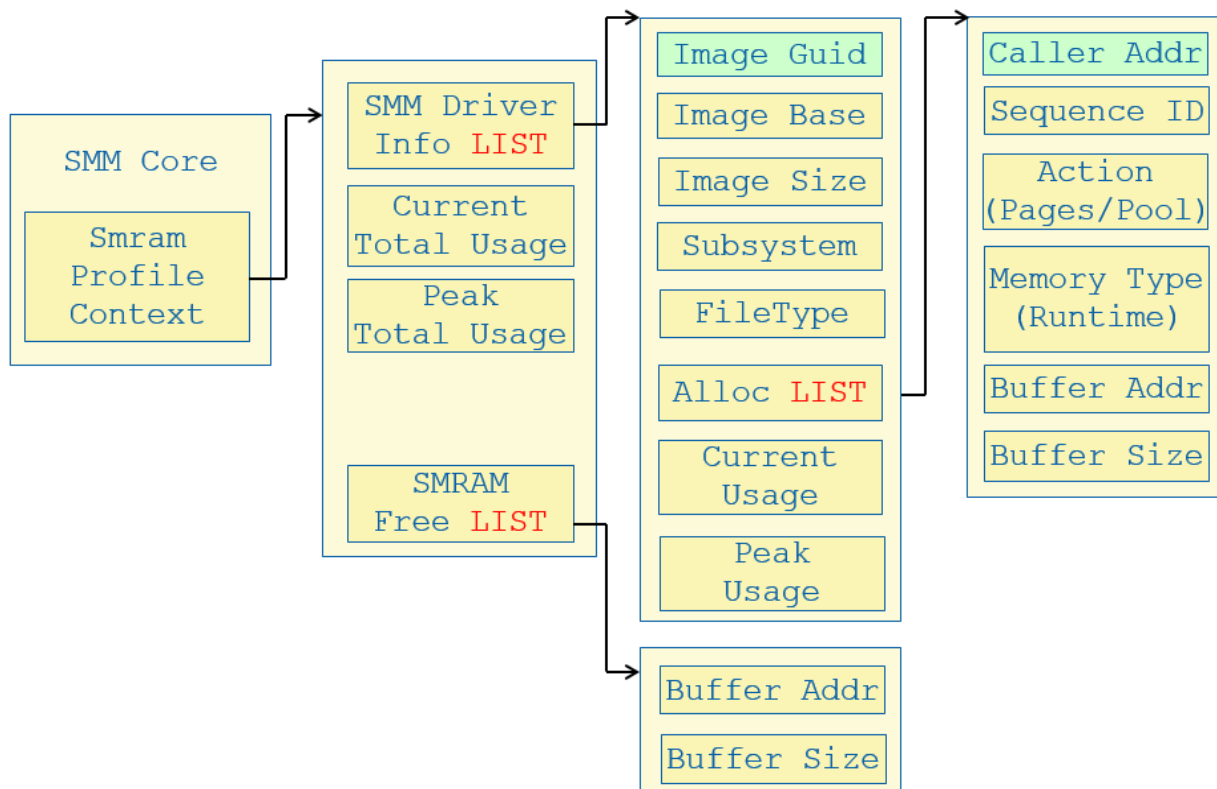 SMM Core
Smram
Profile
Context
SMM Driver
Info LIST
Current
Total Usage
Peak
Total Usage
SMRAM
Free LIST
Image Guid
Image Base
Image Size
Subsystem
FileType
Alloc LIST
Current
Usage
Peak
Usage
Buffer Addr
Buffer Size
Caller Addr
Sequence ID
Action
(Pages/Pool)
Memory Type
(Runtime)
Buffer Addr
Buffer Size